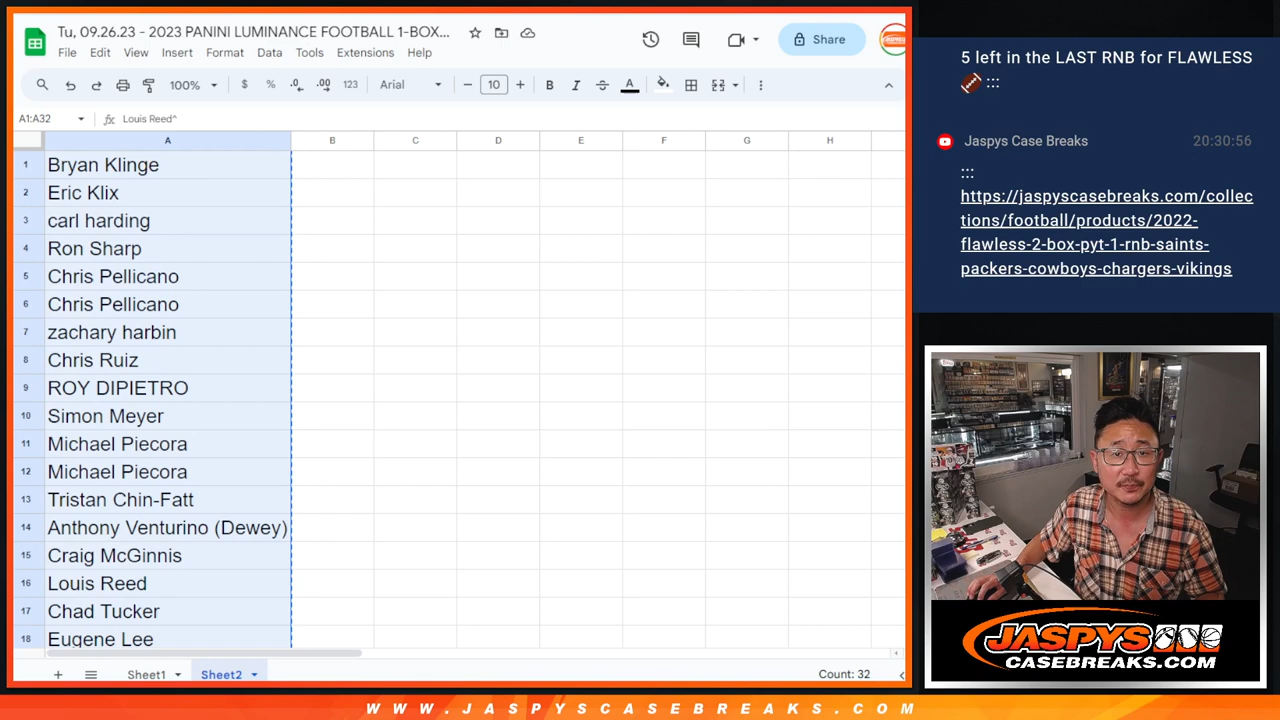 Tu, 09.26.23 - 2023 PANINI LUMINANCE FOOTBALL 1-BOX...
File Edit View Insert Format Data Tools Extensions Help
Share
100% $ % .0 .00 123 Arial 10 B I S A
A1:A32 fx Louis Reed^
A B C D E F G H
1 Bryan Klinge
2 Eric Klix
3 carl harding
4 Ron Sharp
5 Chris Pellicano
6 Chris Pellicano
7 zachary harbin
8 Chris Ruiz
9 ROY DIPIETRO
10 Simon Meyer
11 Michael Piecora
12 Michael Piecora
13 Tristan Chin-Fatt
14 Anthony Venturino (Dewey)
15 Craig McGinnis
16 Louis Reed
17 Chad Tucker
18 Eugene Lee
Sheet1 Sheet2 Count: 32
5 left in the LAST RNB for FLAWLESS
🏈 :::
Jaspys Case Breaks 20:30:56
:::
https://jaspyscasebreaks.com/collec
tions/football/products/2022-
flawless-2-box-pyt-1-rnb-saints-
packers-cowboys-chargers-vikings
JASPYS
CASEBREAKS.COM
WWW.JASPYSCASEBREAKS.COM